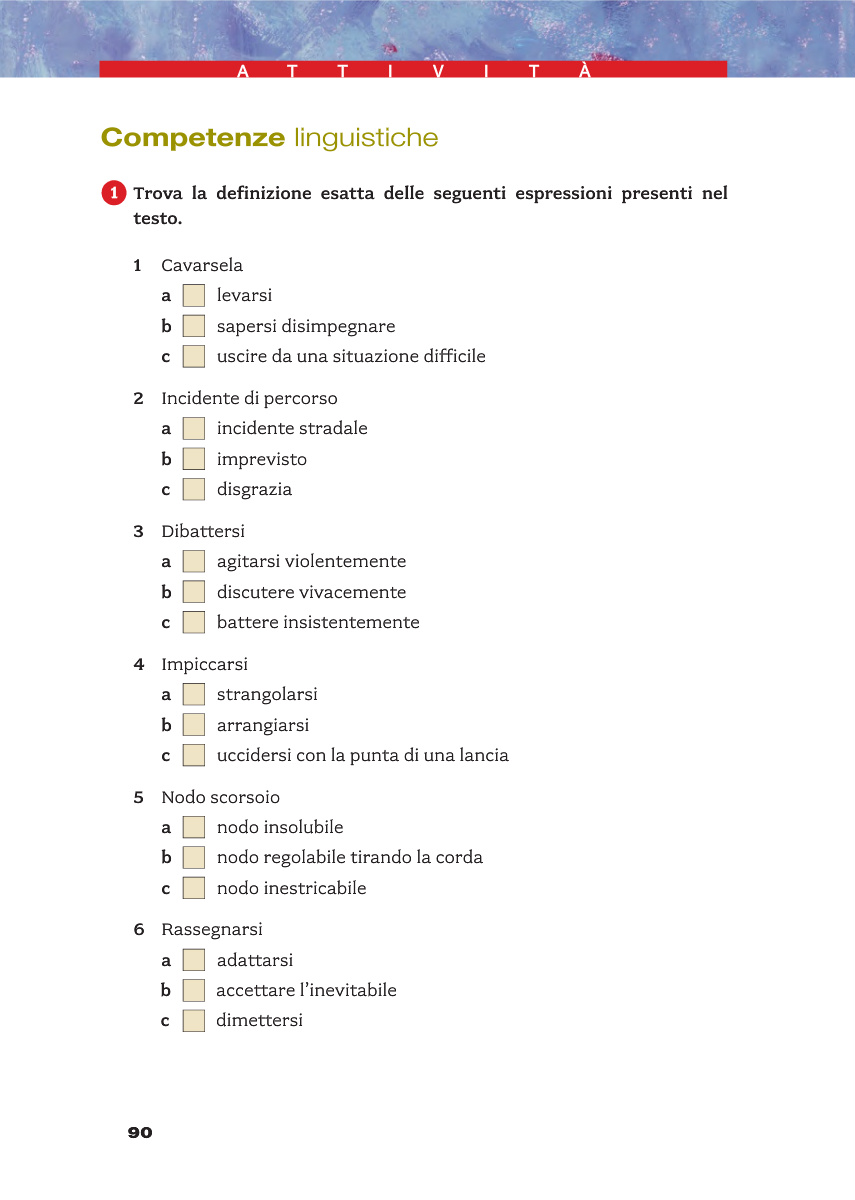 ATTIVITÀ
Competenze linguistiche
1 Trova la definizione esatta delle seguenti espressioni presenti nel
testo.
1 Cavarsela
a levarsi
b sapersi disimpegnare
c uscire da una situazione difficile
2 Incidente di percorso
a incidente stradale
b imprevisto
c disgrazia
3 Dibattersi
a agitarsi violentemente
b discutere vivacemente
c battere insistentemente
4 Impiccarsi
a strangolarsi
b arrangiarsi
c uccidersi con la punta di una lancia
5 Nodo scorsoio
a nodo insolubile
b nodo regolabile tirando la corda
c nodo inestricabile
6 Rassegnarsi
a adattarsi
b accettare l'inevitabile
c dimettersi
90